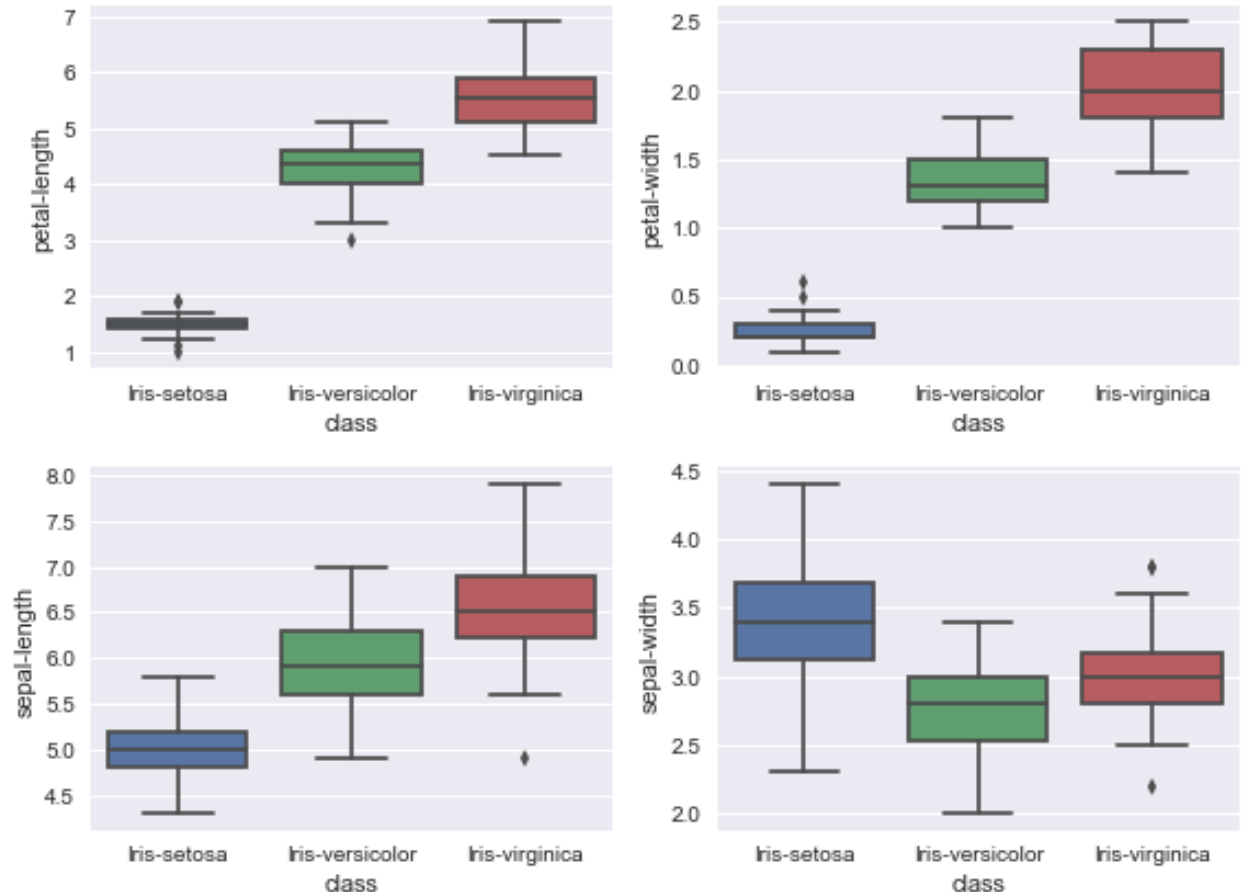 petal-length
7
6
5
4
3
2
1
Iris-setosa Iris-versicolor Iris-virginica
class
petal-width
2.5
2.0
1.5
1.0
0.5
0.0
Iris-setosa Iris-versicolor Iris-virginica
class
sepal-length
8.0
7.5
7.0
6.5
6.0
5.5
5.0
4.5
Iris-setosa Iris-versicolor Iris-virginica
class
sepal-width
4.5
4.0
3.5
3.0
2.5
2.0
Iris-setosa Iris-versicolor Iris-virginica
class